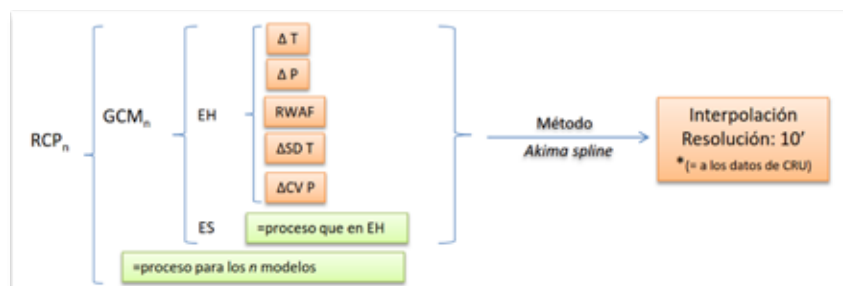 RCPn
GCMn
EH
Δ T
Δ P
RWAF
ΔSD T
ΔCV P
ES
=proceso que en EH
=proceso para los n modelos
Método
Akima spline
Interpolación
Resolución: 10’
*(= a los datos de CRU)